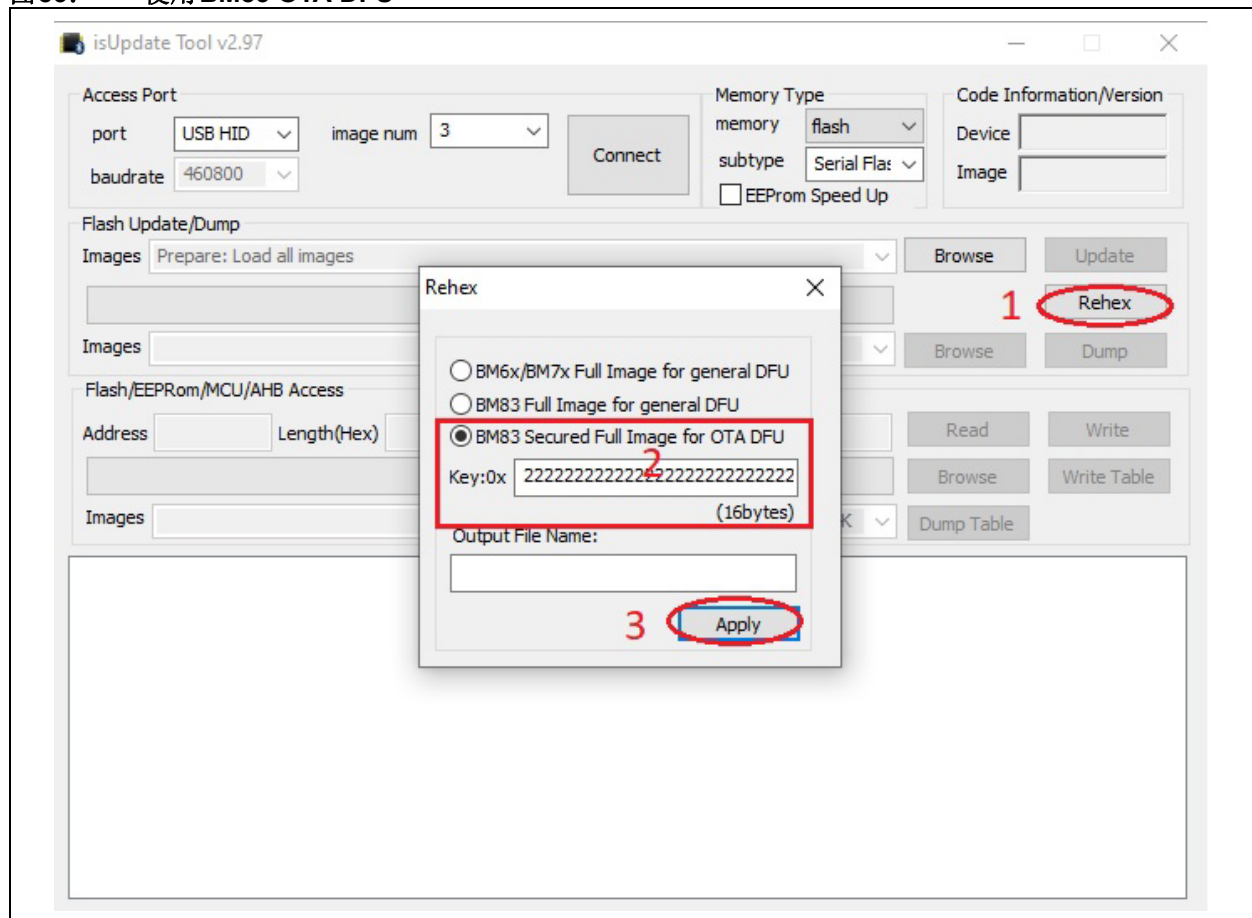 isUpdate Tool v2.97
Access Port
port USB HID image num 3
baudrate 460800
Connect
Memory Type
memory flash
subtype Serial Flas
EEProm Speed Up
Code Information/Version
Device
Image
Flash Update/Dump
Images Prepare: Load all images Browse Update
1 Rehex
Images Browse Dump
Flash/EEPRom/MCU/AHB Access
Address Length(Hex) Read Write
Browse Write Table
Images K Dump Table
Rehex
BM6x/BM7x Full Image for general DFU
BM83 Full Image for general DFU
BM83 Secured Full Image for OTA DFU
2
Key:0x
(16bytes)
Output File Name:
3 Apply